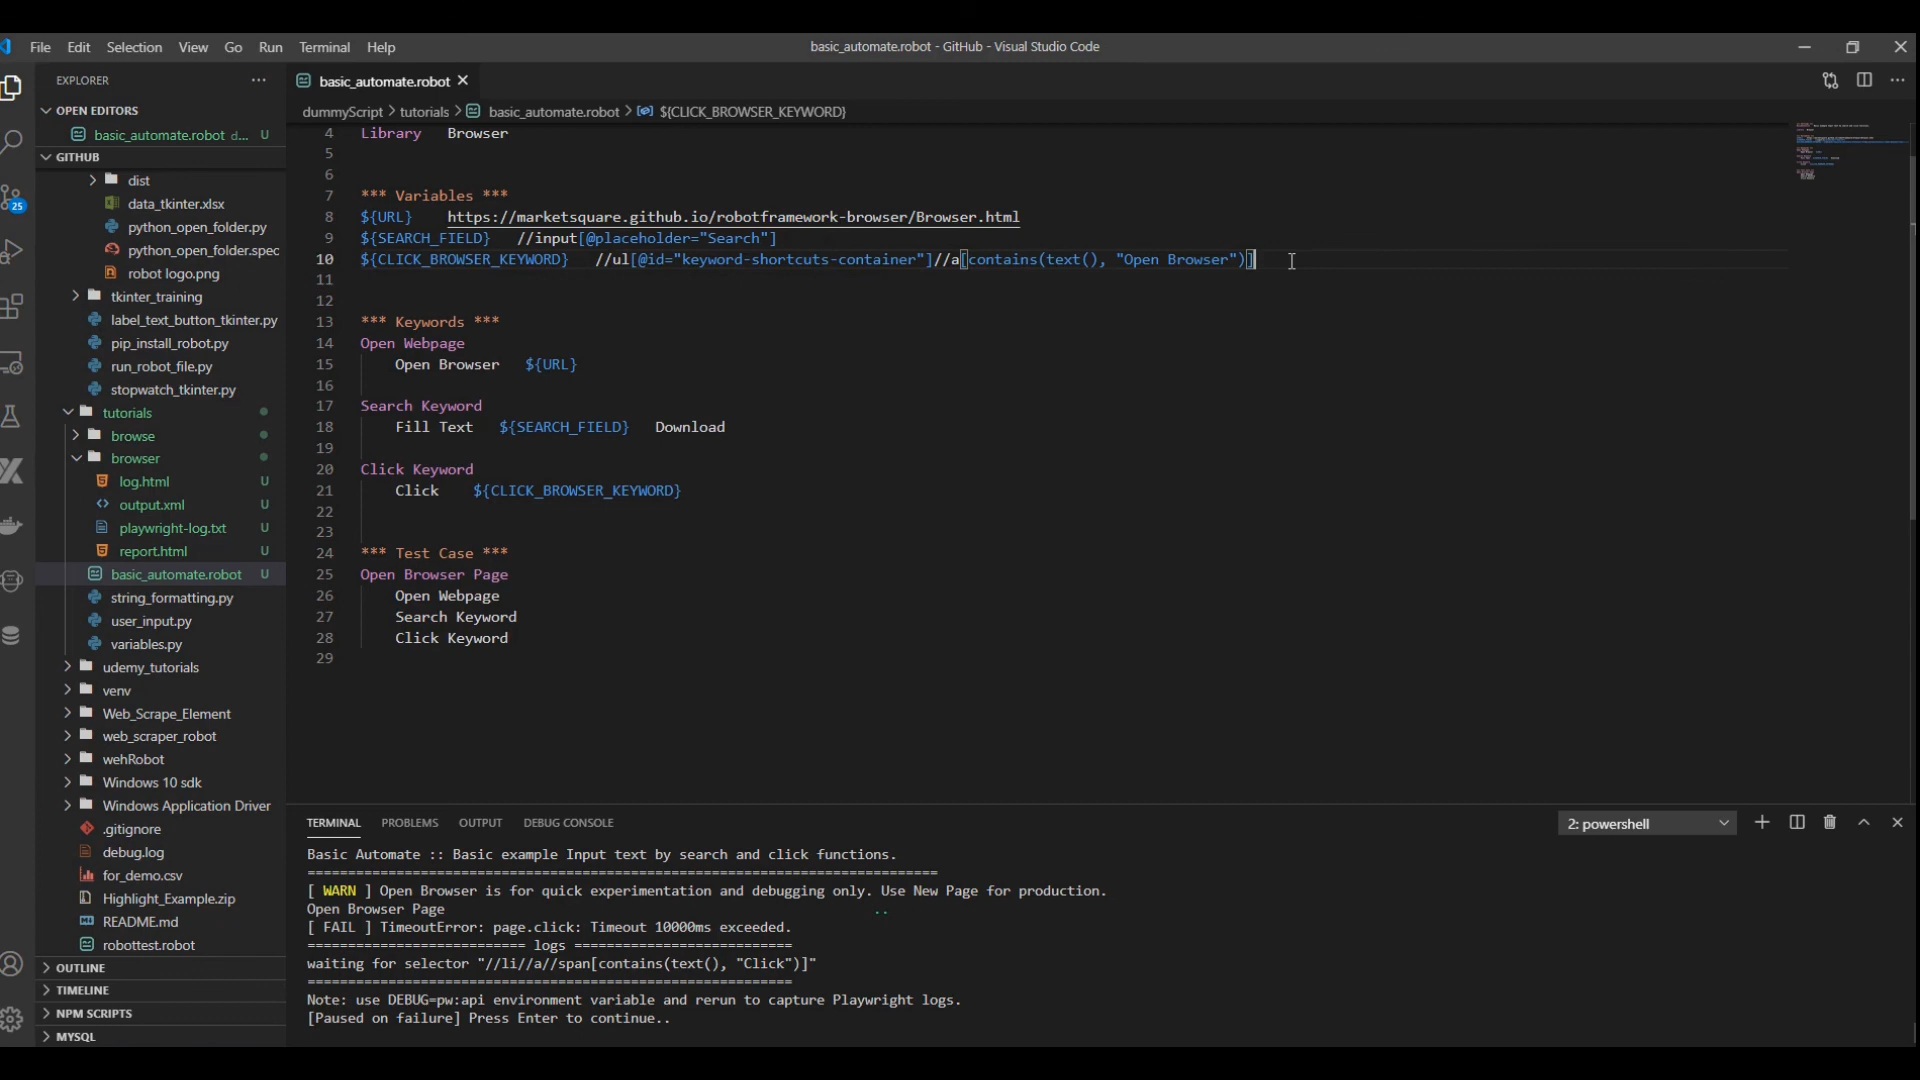 File Edit Selection View Go Run Terminal Help
basic_automate.robot - GitHub - Visual Studio Code
EXPLORER
OPEN EDITORS
basic_automate.robot d... U
GITHUB
dist
data_tkinter.xlsx
python_open_folder.py
python_open_folder.spec
robot logo.png
tkinter_training
label_text_button_tkinter.py
pip_install_robot.py
run_robot_file.py
stopwatch_tkinter.py
tutorials
browse
browser
log.html U
output.xml U
playwright-log.txt U
report.html U
basic_automate.robot U
string_formatting.py
user_input.py
variables.py
udemy_tutorials
venv
Web_Scrape_Element
web_scraper_robot
wehRobot
Windows 10 sdk
Windows Application Driver
.gitignore
debug.log
for_demo.csv
Highlight_Example.zip
README.md
robottest.robot
OUTLINE
TIMELINE
NPM SCRIPTS
MYSQL
25
basic_automate.robot
dummyScript > tutorials > basic_automate.robot > ${CLICK_BROWSER_KEYWORD}
4 Library Browser
5
6
7 *** Variables ***
8 ${URL} https://marketsquare.github.io/robotframework-browser/Browser.html
9 ${SEARCH_FIELD} //input[@placeholder="Search"]
10 ${CLICK_BROWSER_KEYWORD} //ul[@id="keyword-shortcuts-container"]//a[contains(text(), "Open Browser")]
11
12
13 *** Keywords ***
14 Open Webpage
15 Open Browser ${URL}
16
17 Search Keyword
18 Fill Text ${SEARCH_FIELD} Download
19
20 Click Keyword
21 Click ${CLICK_BROWSER_KEYWORD}
22
23
24 *** Test Case ***
25 Open Browser Page
26 Open Webpage
27 Search Keyword
28 Click Keyword
29
TERMINAL PROBLEMS OUTPUT DEBUG CONSOLE
2: powershell
Basic Automate :: Basic example Input text by search and click functions.
==============================================================================
[ WARN ] Open Browser is for quick experimentation and debugging only. Use New Page for production.
Open Browser Page ..
[ FAIL ] TimeoutError: page.click: Timeout 10000ms exceeded.
=========================== logs ===========================
waiting for selector "//li//a//span[contains(text(), "Click")]"
============================================================
Note: use DEBUG=pw:api environment variable and rerun to capture Playwright logs.
[Paused on failure] Press Enter to continue..